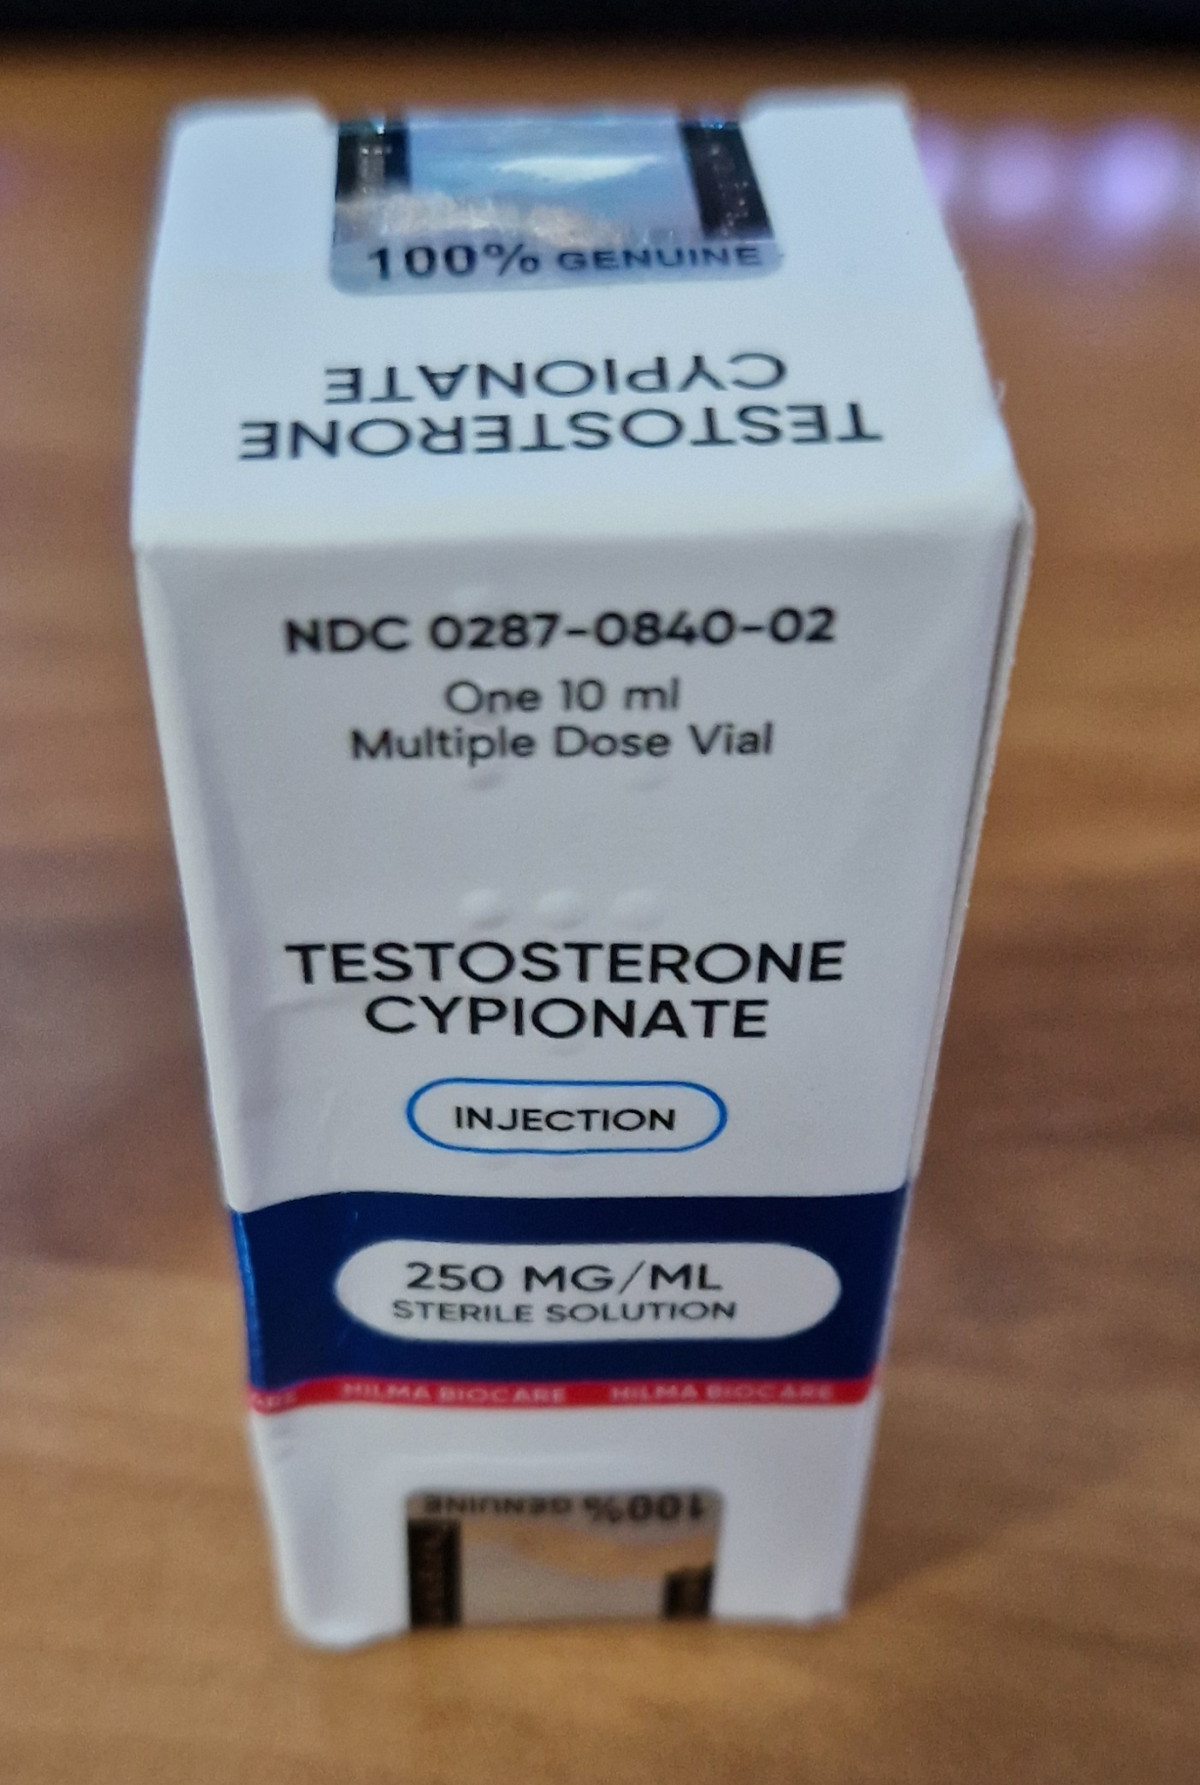 100% GENUINE
TESTOSTERONE
CYPIONATE
NDC 0287-0840-02
One 10 ml
Multiple Dose Vial
TESTOSTERONE
CYPIONATE
INJECTION
250 MG/ML
STERILE SOLUTION
HILMA BIOCARE HILMA BIOCARE
100% GENUINE